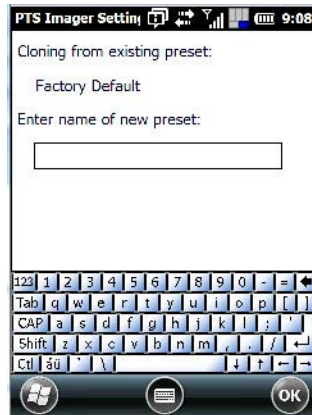 PTS Imager Settin 9:08
Cloning from existing preset:
Factory Default
Enter name of new preset:
123 1 2 3 4 5 6 7 8 9 0 - =
Tab q w e r t y u i o p [ ]
CAP a s d f g h j k l ; '
Shift z x c v b n m , . /
Ctl áü ` \
OK